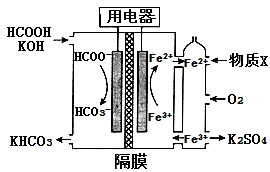 用电器
HCOOH
KOH
HCOO⁻
HCO₃⁻
KHCO₃
Fe²⁺
Fe³⁺
Fe²⁺
Fe³⁺
物质X
O₂
K₂SO₄
隔膜